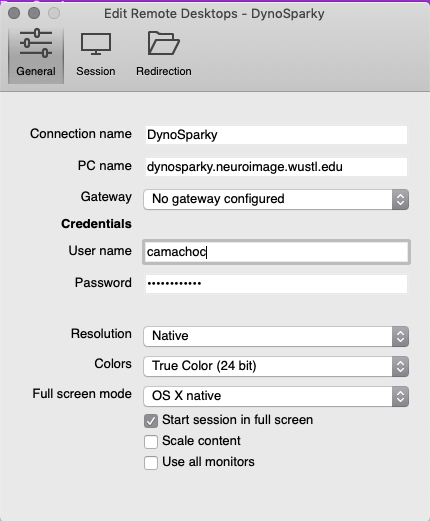 Edit Remote Desktops - DynoSparky
General Session Redirection
Connection name DynoSparky
PC name dynosparky.neuroimage.wustl.edu
Gateway No gateway configured
Credentials
User name camachoc
Password ••••••••••••
Resolution Native
Colors True Color (24 bit)
Full screen mode OS X native
Start session in full screen
Scale content
Use all monitors